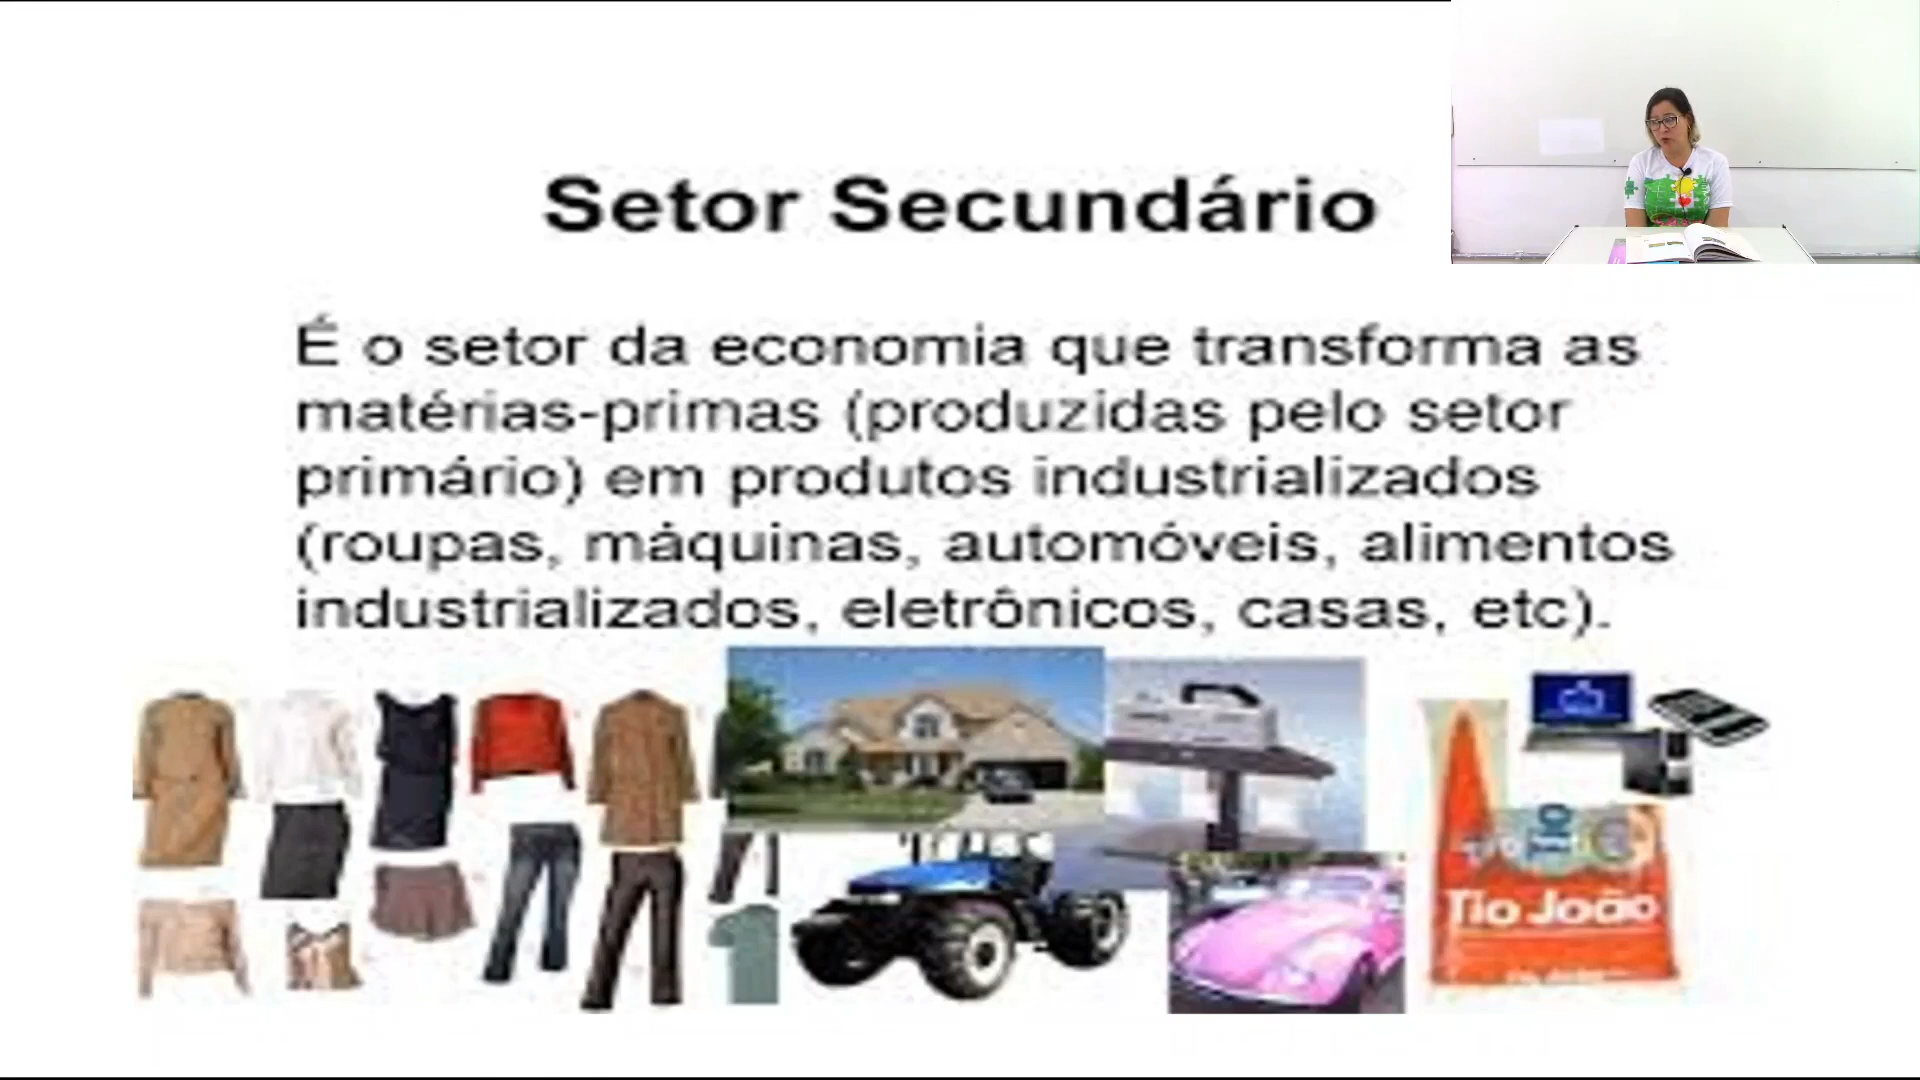 Setor Secundário
É o setor da economia que transforma as
matérias-primas (produzidas pelo setor
primário) em produtos industrializados
(roupas, máquinas, automóveis, alimentos
industrializados, eletrônicos, casas, etc).
TIO
Tio João